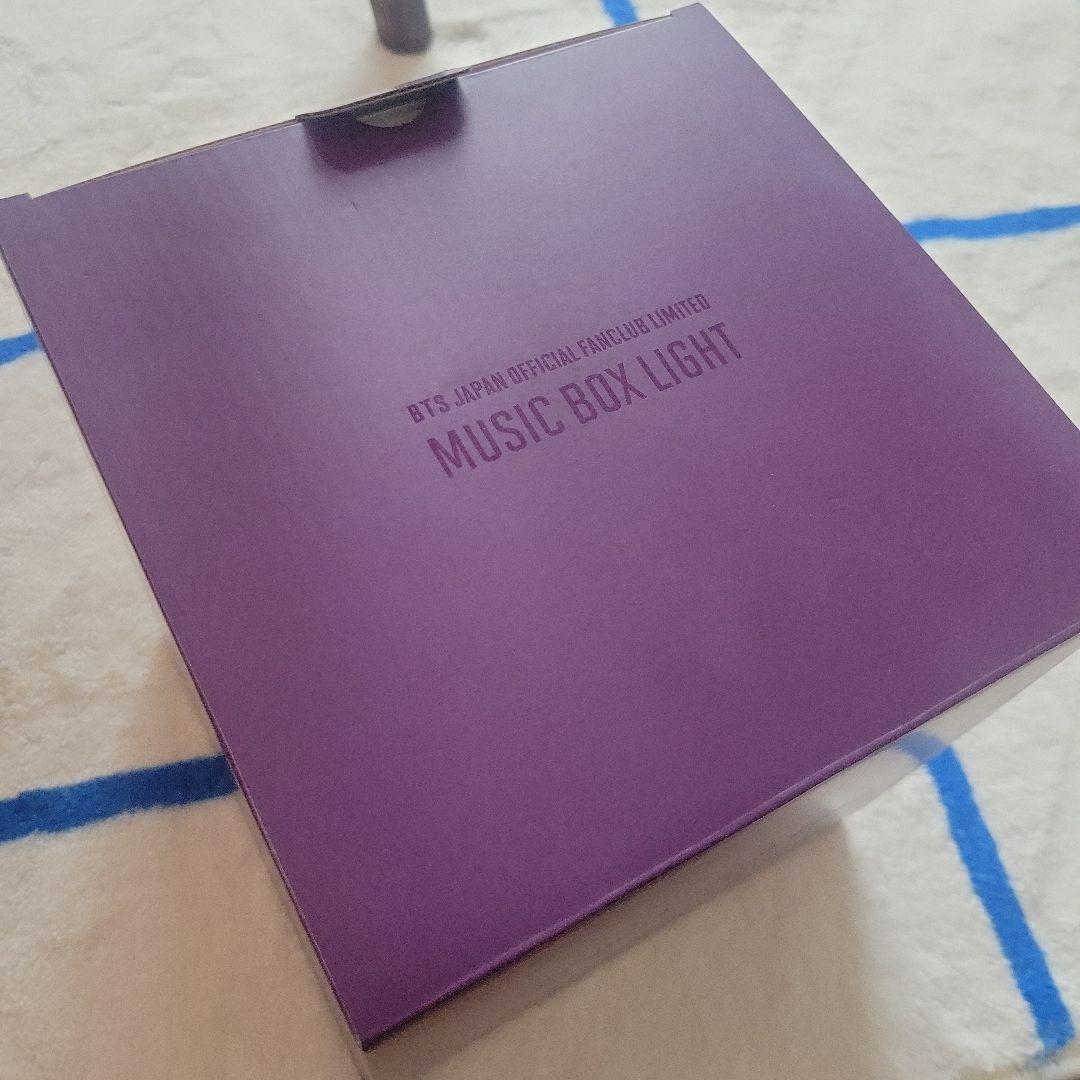 BTS JAPAN OFFICIAL FANCLUB LIMITED
MUSIC BOX LIGHT